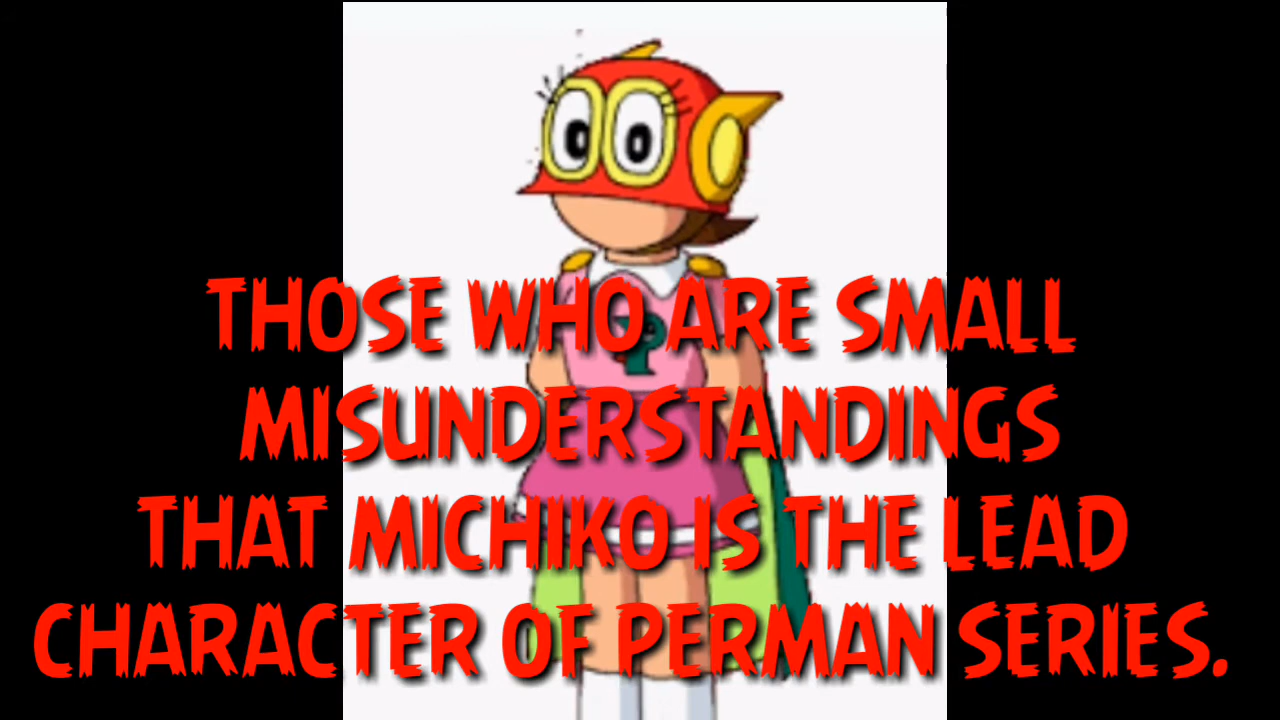 THOSE WHO ARE SMALL
MISUNDERSTANDINGS
THAT MICHIKO IS THE LEAD
CHARACTER OF PERMAN SERIES.